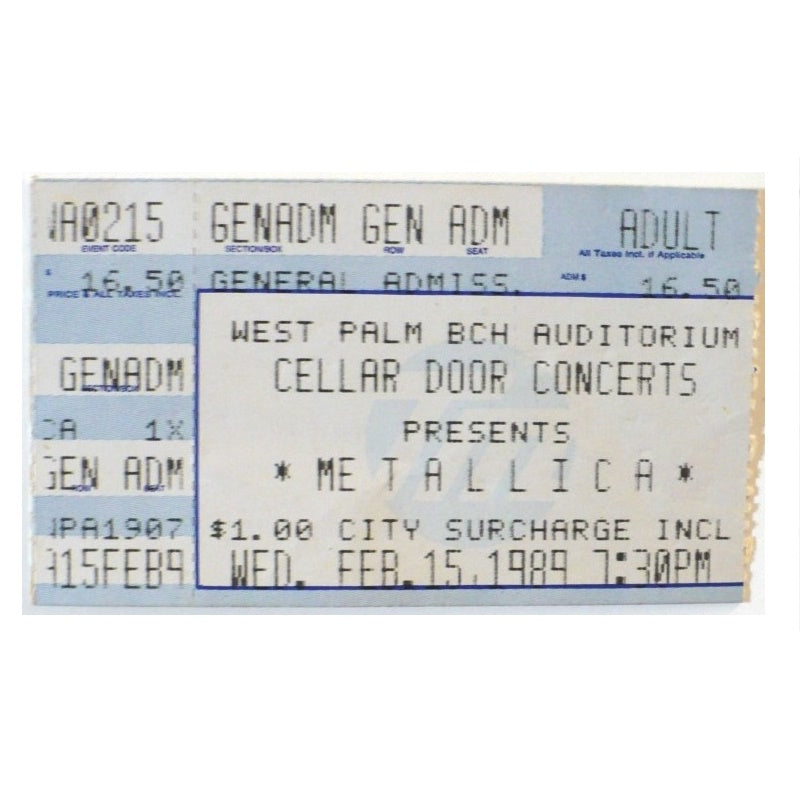 GENADM GEN ADM ADULT
A0215
EVENT CODE SECTION/BOX ROW SEAT All Taxes Incl. if Applicable
$ 16.50 GENERAL ADMISS. ADM$ 16.50
PRICE & ALL TAXES INCL.
WEST PALM BCH AUDITORIUM
GENADM CELLAR DOOR CONCERTS
CA 1X PRESENTS
GEN ADM * M E T A L L I C A *
PA1907 $1.00 CITY SURCHARGE INCL
A15FEB9 WED. FEB.15,1989 7:30PM